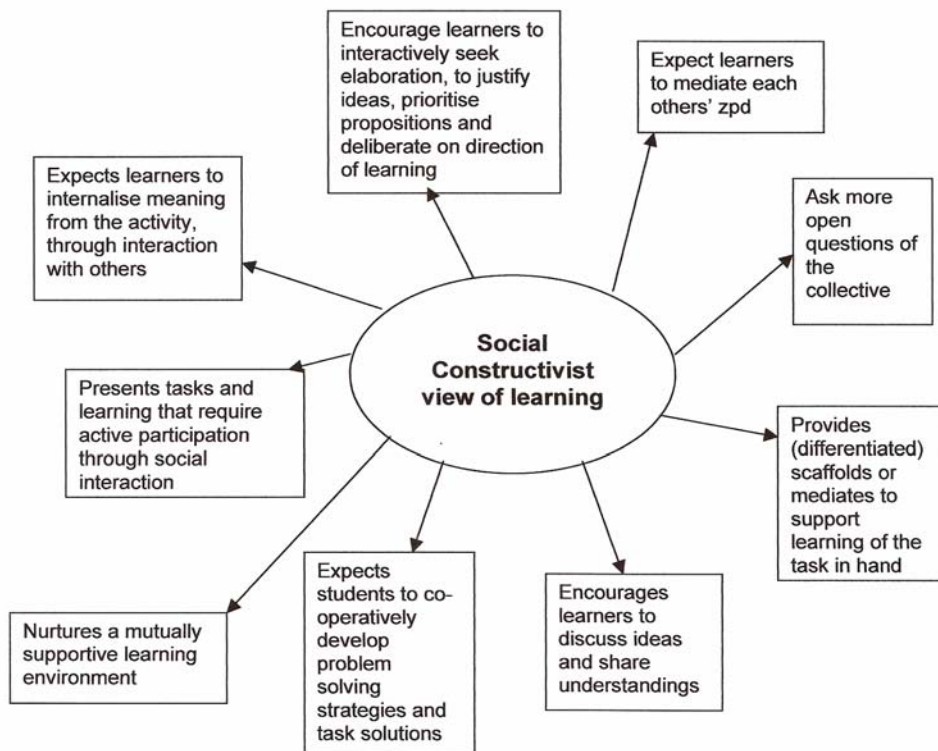 Encourage learners to
interactively seek
elaboration, to justify
ideas, prioritise
propositions and
deliberate on direction
of learning
Expect learners
to mediate each
others' zpd
Expects learners to
internalise meaning
from the activity,
through interaction
with others
Ask more
open
questions of
the
collective
Social
Constructivist
view of learning
Presents tasks and
learning that require
active participation
through social
interaction
Provides
(differentiated)
scaffolds or
mediates to
support
learning of the
task in hand
Nurtures a mutually
supportive learning
environment
Expects
students to co-
operatively
develop
problem
solving
strategies and
task solutions
Encourages
learners to
discuss ideas
and share
understandings